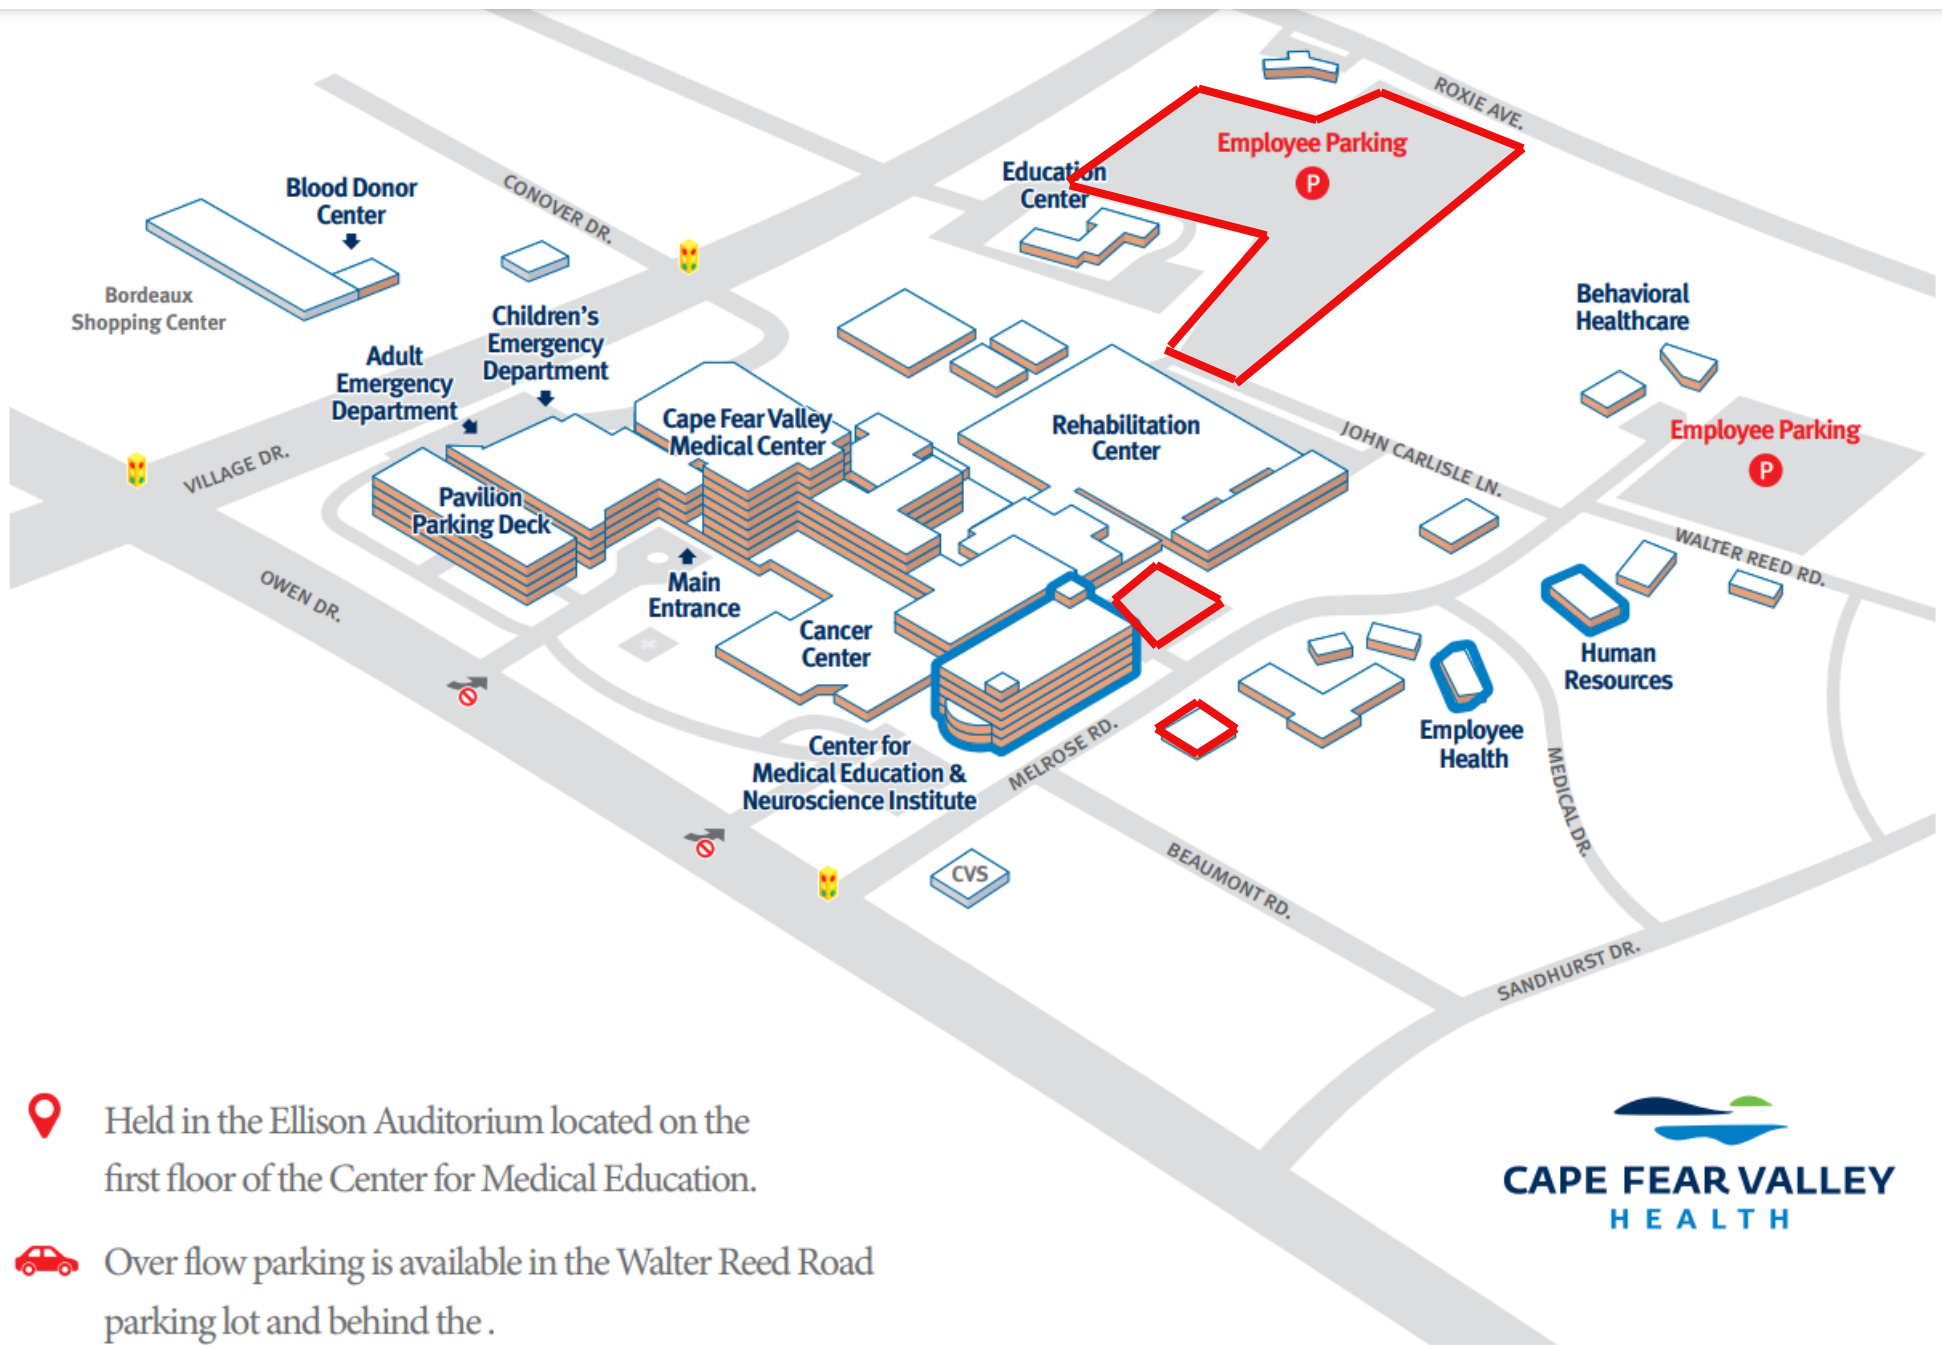 ROXIE AVE.
Employee Parking
P
Education
Center
Blood Donor
Center
CONOVER DR.
Bordeaux
Shopping Center
Children's
Emergency
Department
Adult
Emergency
Department
Behavioral
Healthcare
Cape Fear Valley
Medical Center
Rehabilitation
Center
Employee Parking
P
JOHN CARLISLE LN.
VILLAGE DR.
Pavilion
Parking Deck
WALTER REED RD.
OWEN DR.
Main
Entrance
Cancer
Center
Human
Resources
Employee
Health
Center for
Medical Education &
Neuroscience Institute
MELROSE RD.
MEDICAL DR.
CVS
BEAUMONT RD.
SANDHURST DR.
Held in the Ellison Auditorium located on the
first floor of the Center for Medical Education.
Over flow parking is available in the Walter Reed Road
parking lot and behind the .
CAPE FEAR VALLEY
HEALTH